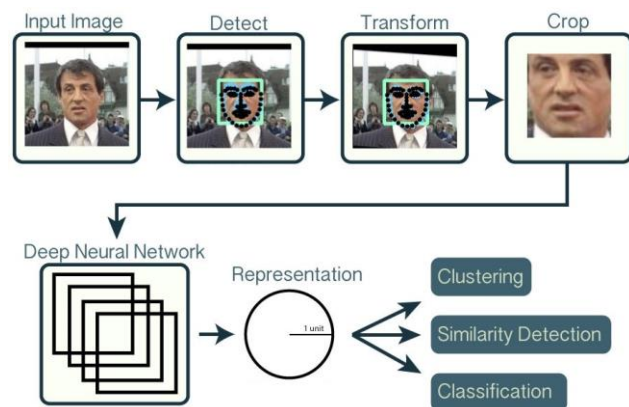 Input Image
Detect
Transform
Crop
Deep Neural Network
Representation
1 unit
Clustering
Similarity Detection
Classification